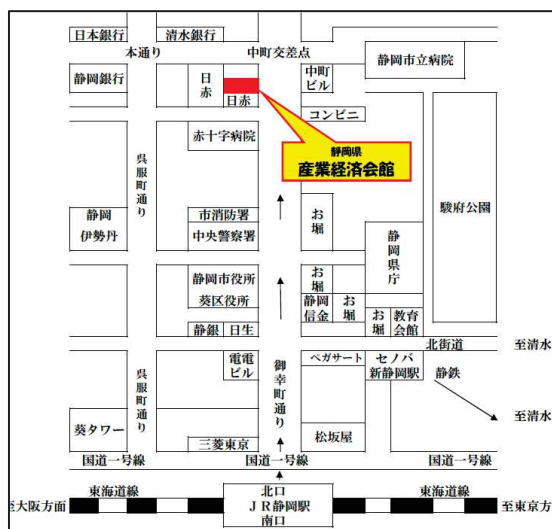 日本銀行
清水銀行
本通り
中町交差点
静岡市立病院
静岡銀行
日赤
日赤
中町
ビル
コンビニ
静岡県
産業経済会館
赤十字病院
呉服町通り
駿府公園
静岡
伊勢丹
市消防署
中央警察署
お堀
静岡県庁
静岡市役所
葵区役所
お堀
静岡
信金
お堀
お堀
教育
会館
静銀
日生
北街道
至清水
電電
ビル
御幸町通り
ペガサート
セノバ
新静岡駅
静鉄
呉服町通り
至清水
葵タワー
三菱東京
松坂屋
国道一号線
国道一号線
国道一号線
東海道線
北口
東海道線
至大阪方面
JR静岡駅
至東京方
南口